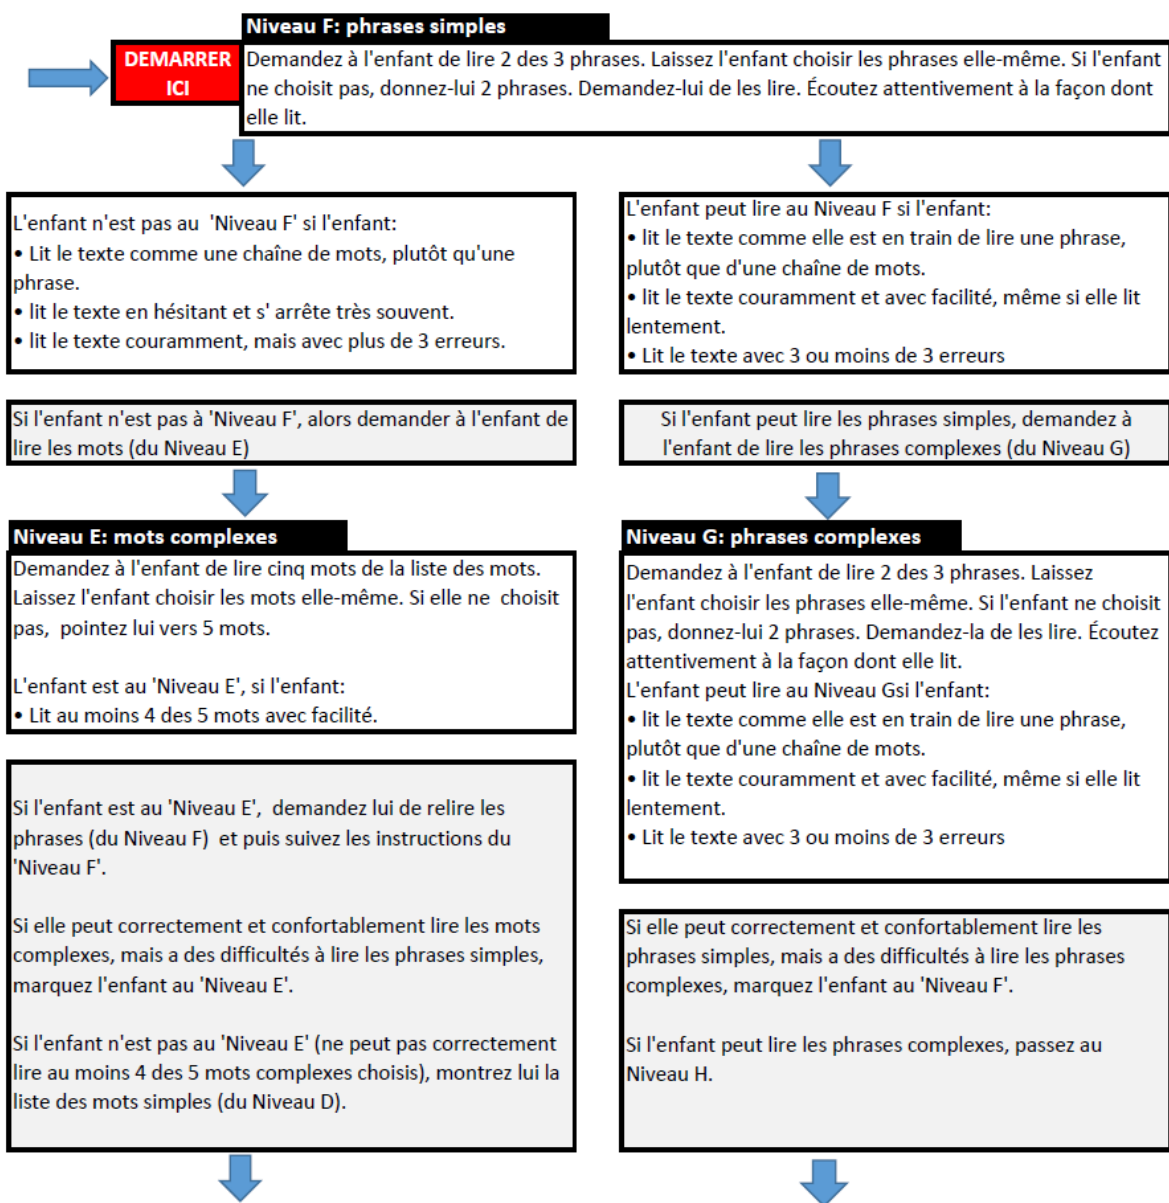 Niveau F: phrases simples
DEMARRER
ICI
Demandez à l'enfant de lire 2 des 3 phrases. Laissez l'enfant choisir les phrases elle-même. Si l'enfant
ne choisit pas, donnez-lui 2 phrases. Demandez-lui de les lire. Écoutez attentivement à la façon dont
elle lit.
L'enfant n'est pas au 'Niveau F' si l'enfant:
• Lit le texte comme une chaîne de mots, plutôt qu'une
phrase.
• lit le texte en hésitant et s' arrête très souvent.
• lit le texte couramment, mais avec plus de 3 erreurs.
Si l'enfant n'est pas à 'Niveau F', alors demander à l'enfant de
lire les mots (du Niveau E)
Niveau E: mots complexes
Demandez à l'enfant de lire cinq mots de la liste des mots.
Laissez l'enfant choisir les mots elle-même. Si elle ne choisit
pas, pointez lui vers 5 mots.
L'enfant est au 'Niveau E', si l'enfant:
• Lit au moins 4 des 5 mots avec facilité.
Si l'enfant est au 'Niveau E', demandez lui de relire les
phrases (du Niveau F) et puis suivez les instructions du
'Niveau F'.
Si elle peut correctement et confortablement lire les mots
complexes, mais a des difficultés à lire les phrases simples,
marquez l'enfant au 'Niveau E'.
Si l'enfant n'est pas au 'Niveau E' (ne peut pas correctement
lire au moins 4 des 5 mots complexes choisis), montrez lui la
liste des mots simples (du Niveau D).
L'enfant peut lire au Niveau F si l'enfant:
• lit le texte comme elle est en train de lire une phrase,
plutôt que d'une chaîne de mots.
• lit le texte couramment et avec facilité, même si elle lit
lentement.
• Lit le texte avec 3 ou moins de 3 erreurs
Si l'enfant peut lire les phrases simples, demandez à
l'enfant de lire les phrases complexes (du Niveau G)
Niveau G: phrases complexes
Demandez à l'enfant de lire 2 des 3 phrases. Laissez
l'enfant choisir les phrases elle-même. Si l'enfant ne choisit
pas, donnez-lui 2 phrases. Demandez-la de les lire. Écoutez
attentivement à la façon dont elle lit.
L'enfant peut lire au Niveau Gsi l'enfant:
• lit le texte comme elle est en train de lire une phrase,
plutôt que d'une chaîne de mots.
• lit le texte couramment et avec facilité, même si elle lit
lentement.
• Lit le texte avec 3 ou moins de 3 erreurs
Si elle peut correctement et confortablement lire les
phrases simples, mais a des difficultés à lire les phrases
complexes, marquez l'enfant au 'Niveau F'.
Si l'enfant peut lire les phrases complexes, passez au
Niveau H.